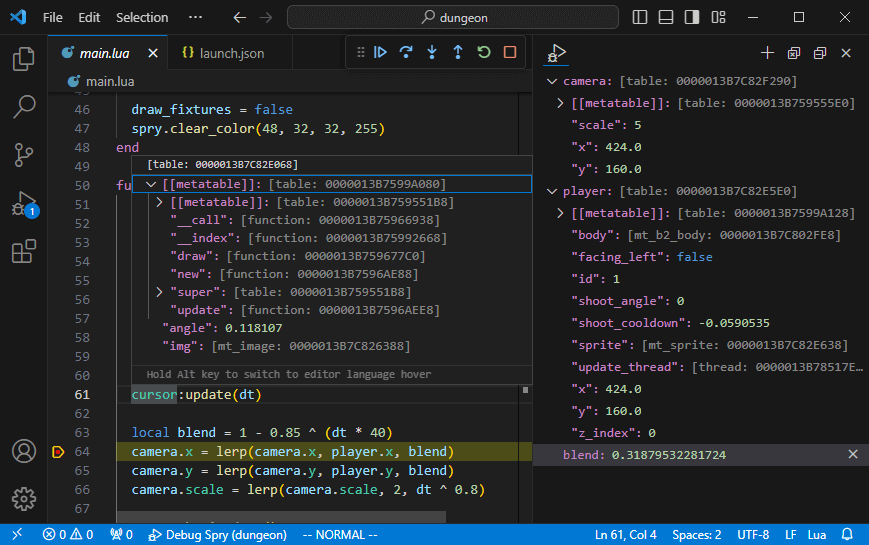 File Edit Selection ··· dungeon
main.lua launch.json
main.lua
46 draw_fixtures = false
47 spry.clear_color(48, 32, 32, 255)
48 end
49
[table: 0000013B7C82E068]
50 fu
[[metatable]]: [table: 0000013B7599A080]
51 [[metatable]]: [table: 0000013B759551B8]
52 "__call": [function: 0000013B75966938]
53 "__index": [function: 0000013B75992668]
54 "draw": [function: 0000013B759677C0]
55 "new": [function: 0000013B7596AE88]
56 "super": [table: 0000013B759551B8]
57 "update": [function: 0000013B7596AEE8]
58 "angle": 0.118107
59 "img": [mt_image: 0000013B7C826388]
60 Hold Alt key to switch to editor language hover
61 cursor:update(dt)
62
63 local blend = 1 - 0.85 ^ (dt * 40)
64 camera.x = lerp(camera.x, player.x, blend)
65 camera.y = lerp(camera.y, player.y, blend)
66 camera.scale = lerp(camera.scale, 2, dt ^ 0.8)
67
camera: [table: 0000013B7C82F290]
[[metatable]]: [table: 0000013B759555E0]
"scale": 5
"x": 424.0
"y": 160.0
player: [table: 0000013B7C82E5E0]
[[metatable]]: [table: 0000013B7599A128]
"body": [mt_b2_body: 0000013B7C802FE8]
"facing_left": false
"id": 1
"shoot_angle": 0
"shoot_cooldown": -0.0590535
"sprite": [mt_sprite: 0000013B7C82E638]
"update_thread": [thread: 0000013B78517E…
"x": 424.0
"y": 160.0
"z_index": 0
blend: 0.31879532281724
1
0 0 0 Debug Spry (dungeon) -- NORMAL -- Ln 61, Col 4 Spaces: 2 UTF-8 LF Lua